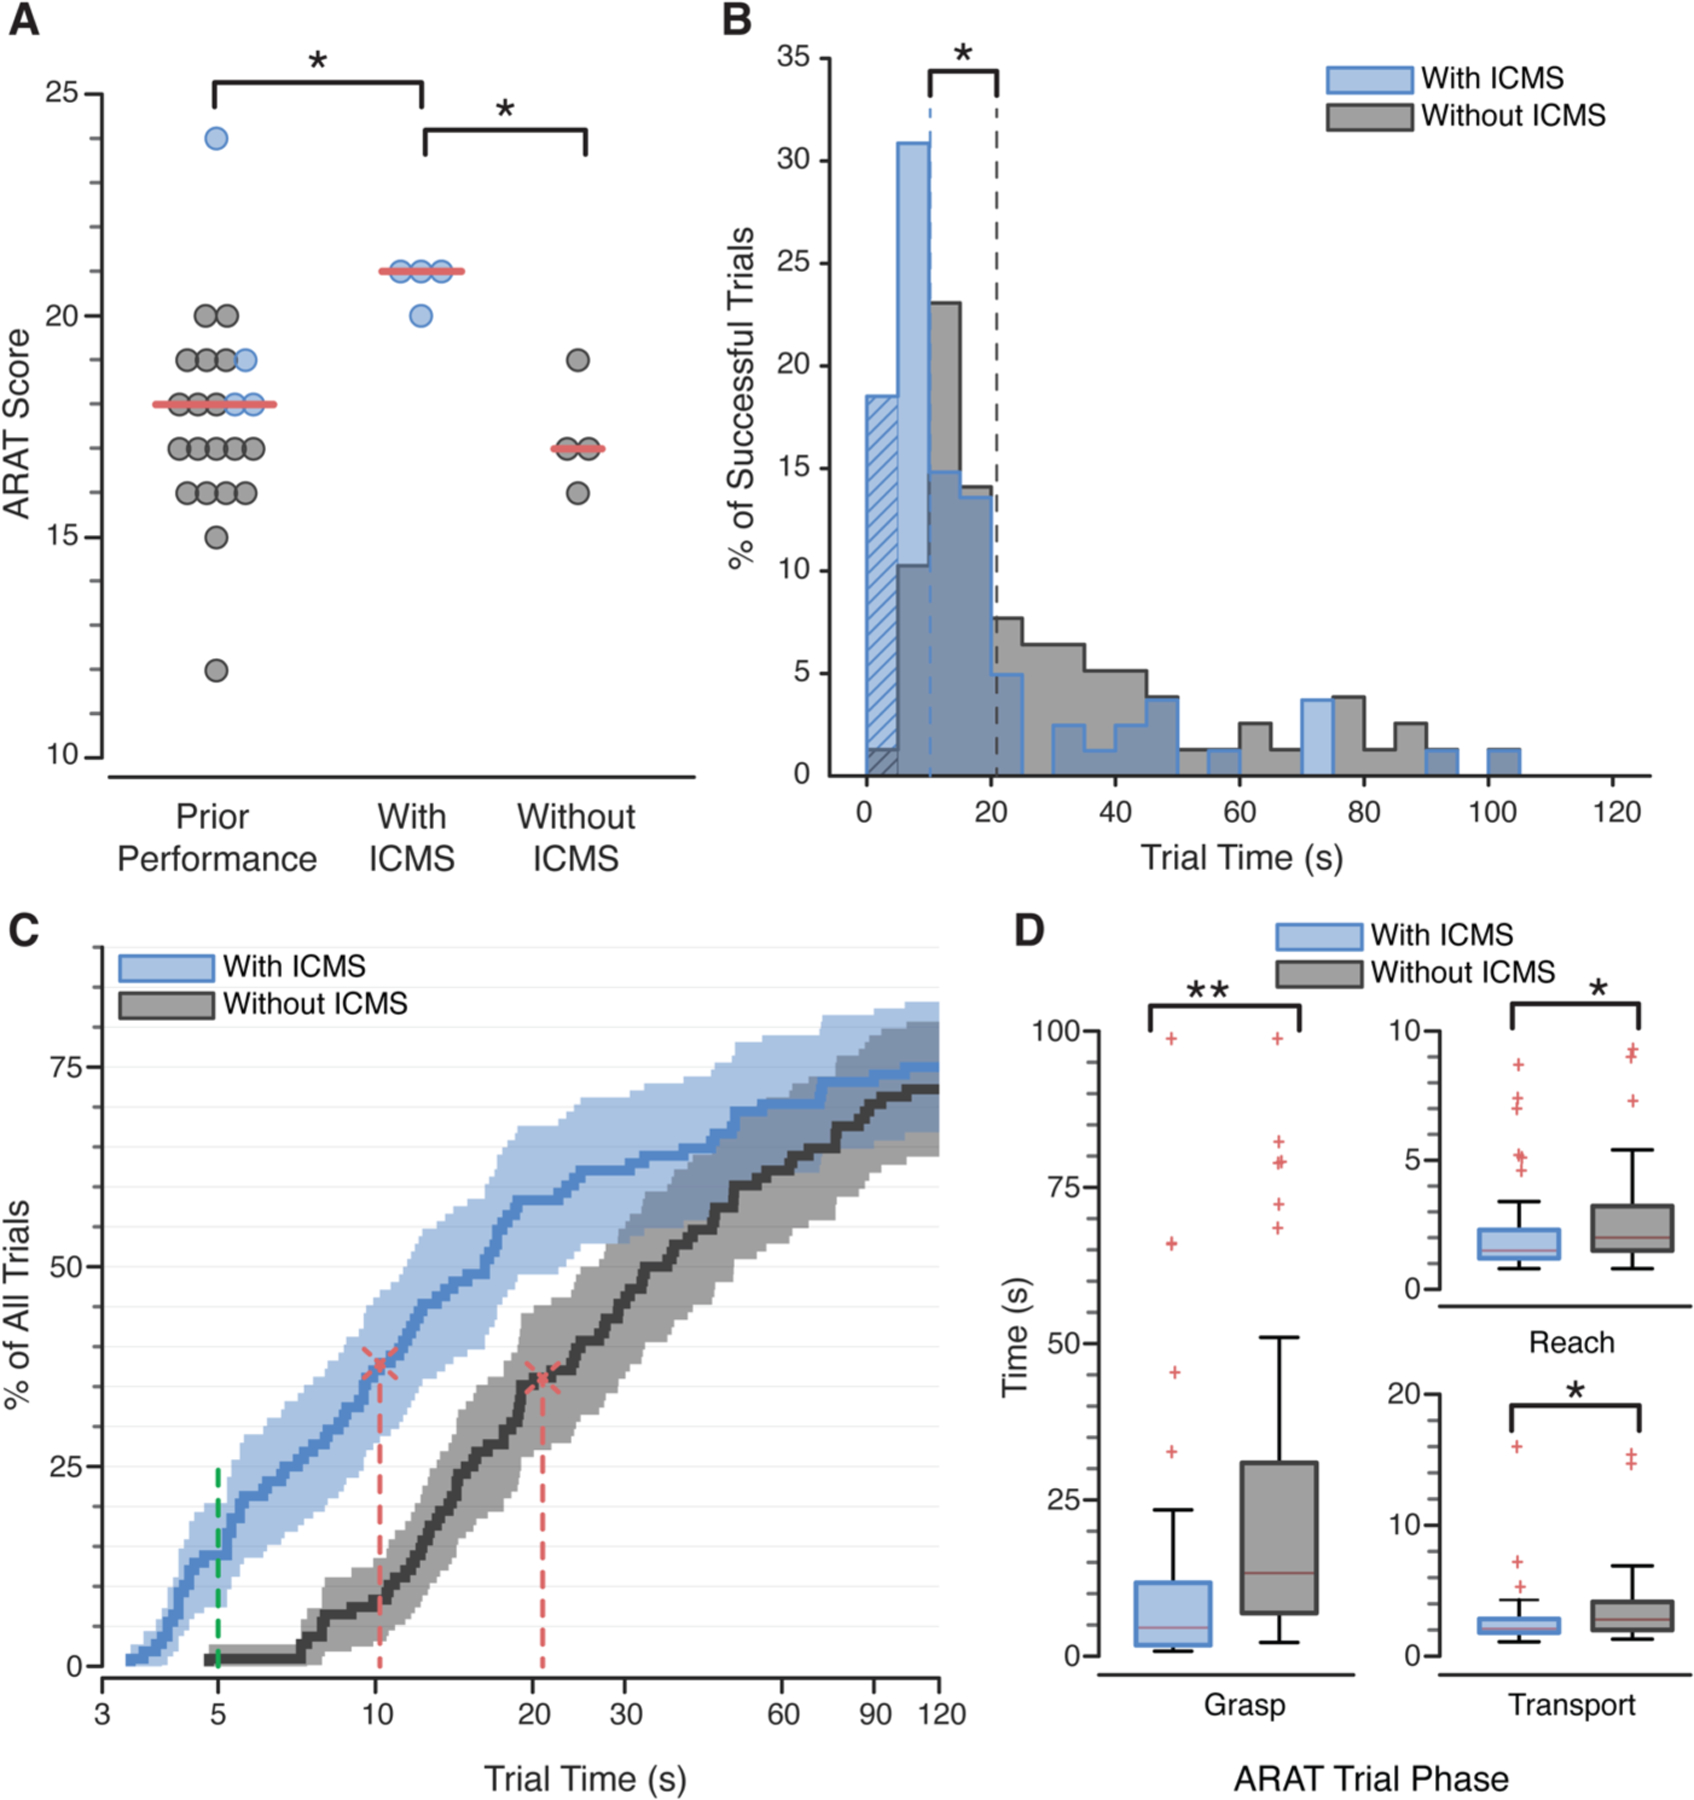 A
25
20
15
10
ARAT Score
*
*
Prior
Performance
With
ICMS
Without
ICMS
B
35
30
25
20
15
10
5
0
% of Successful Trials
*
With ICMS
Without ICMS
0 20 40 60 80 100 120
Trial Time (s)
C
With ICMS
Without ICMS
75
50
25
0
% of All Trials
3 5 10 20 30 60 90 120
Trial Time (s)
D
With ICMS
Without ICMS
**
100
75
50
25
0
Time (s)
Grasp
*
10
5
0
Reach
*
20
10
0
Transport
ARAT Trial Phase